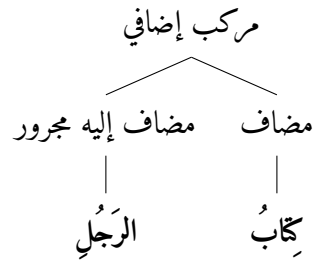 مركب إضافي
مضاف مضاف إليه مجرور
كِتَابُ الرَجُلِ